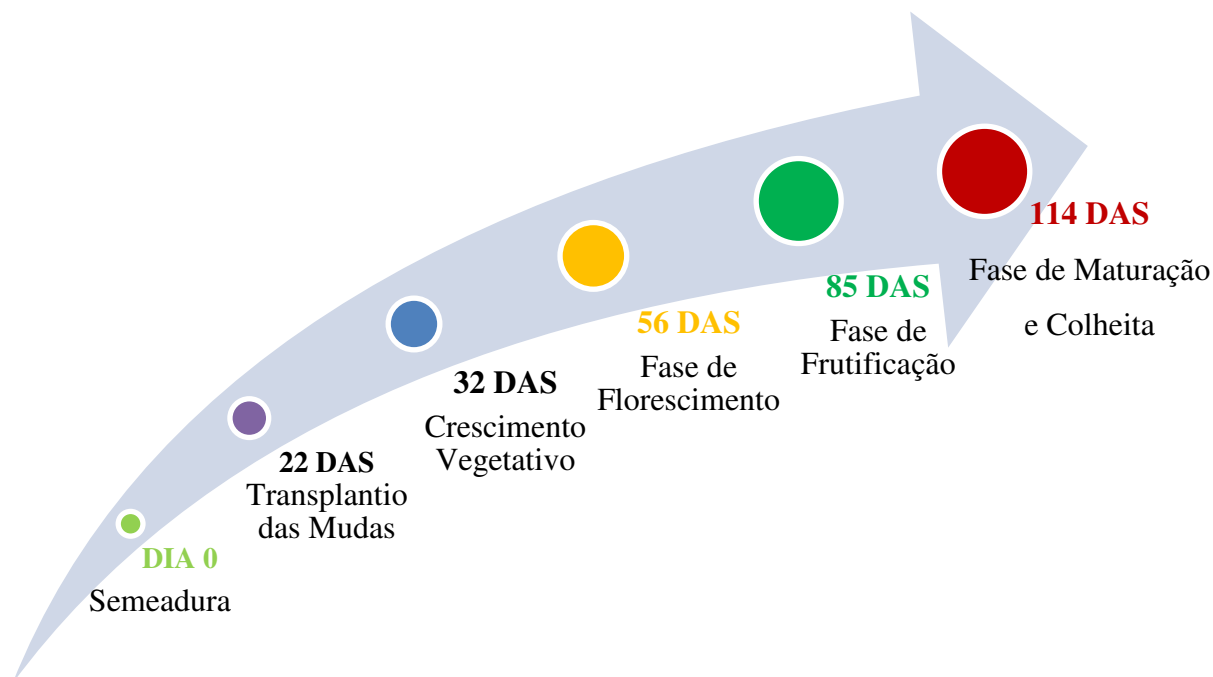 DIA 0
Semeadura
22 DAS
Transplantio
das Mudas
32 DAS
Crescimento
Vegetativo
56 DAS
Fase de
Florescimento
85 DAS
Fase de
Frutificação
114 DAS
Fase de Maturação
e Colheita